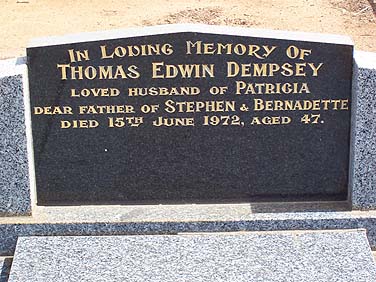 In Loving Memory Of
Thomas Edwin Dempsey
loved husband of Patricia
dear father of Stephen & Bernadette
died 15th June 1972, aged 47.